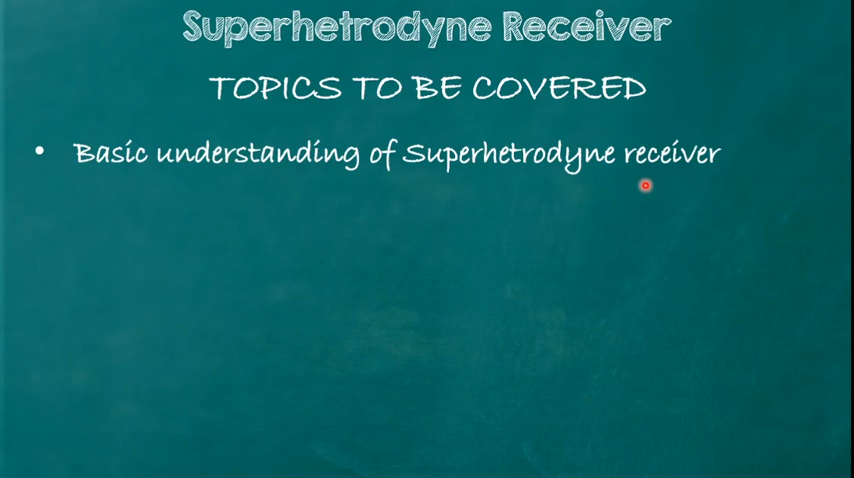 Superhetrodyne Receiver
TOPICS TO BE COVERED
• Basic understanding of Superhetrodyne receiver